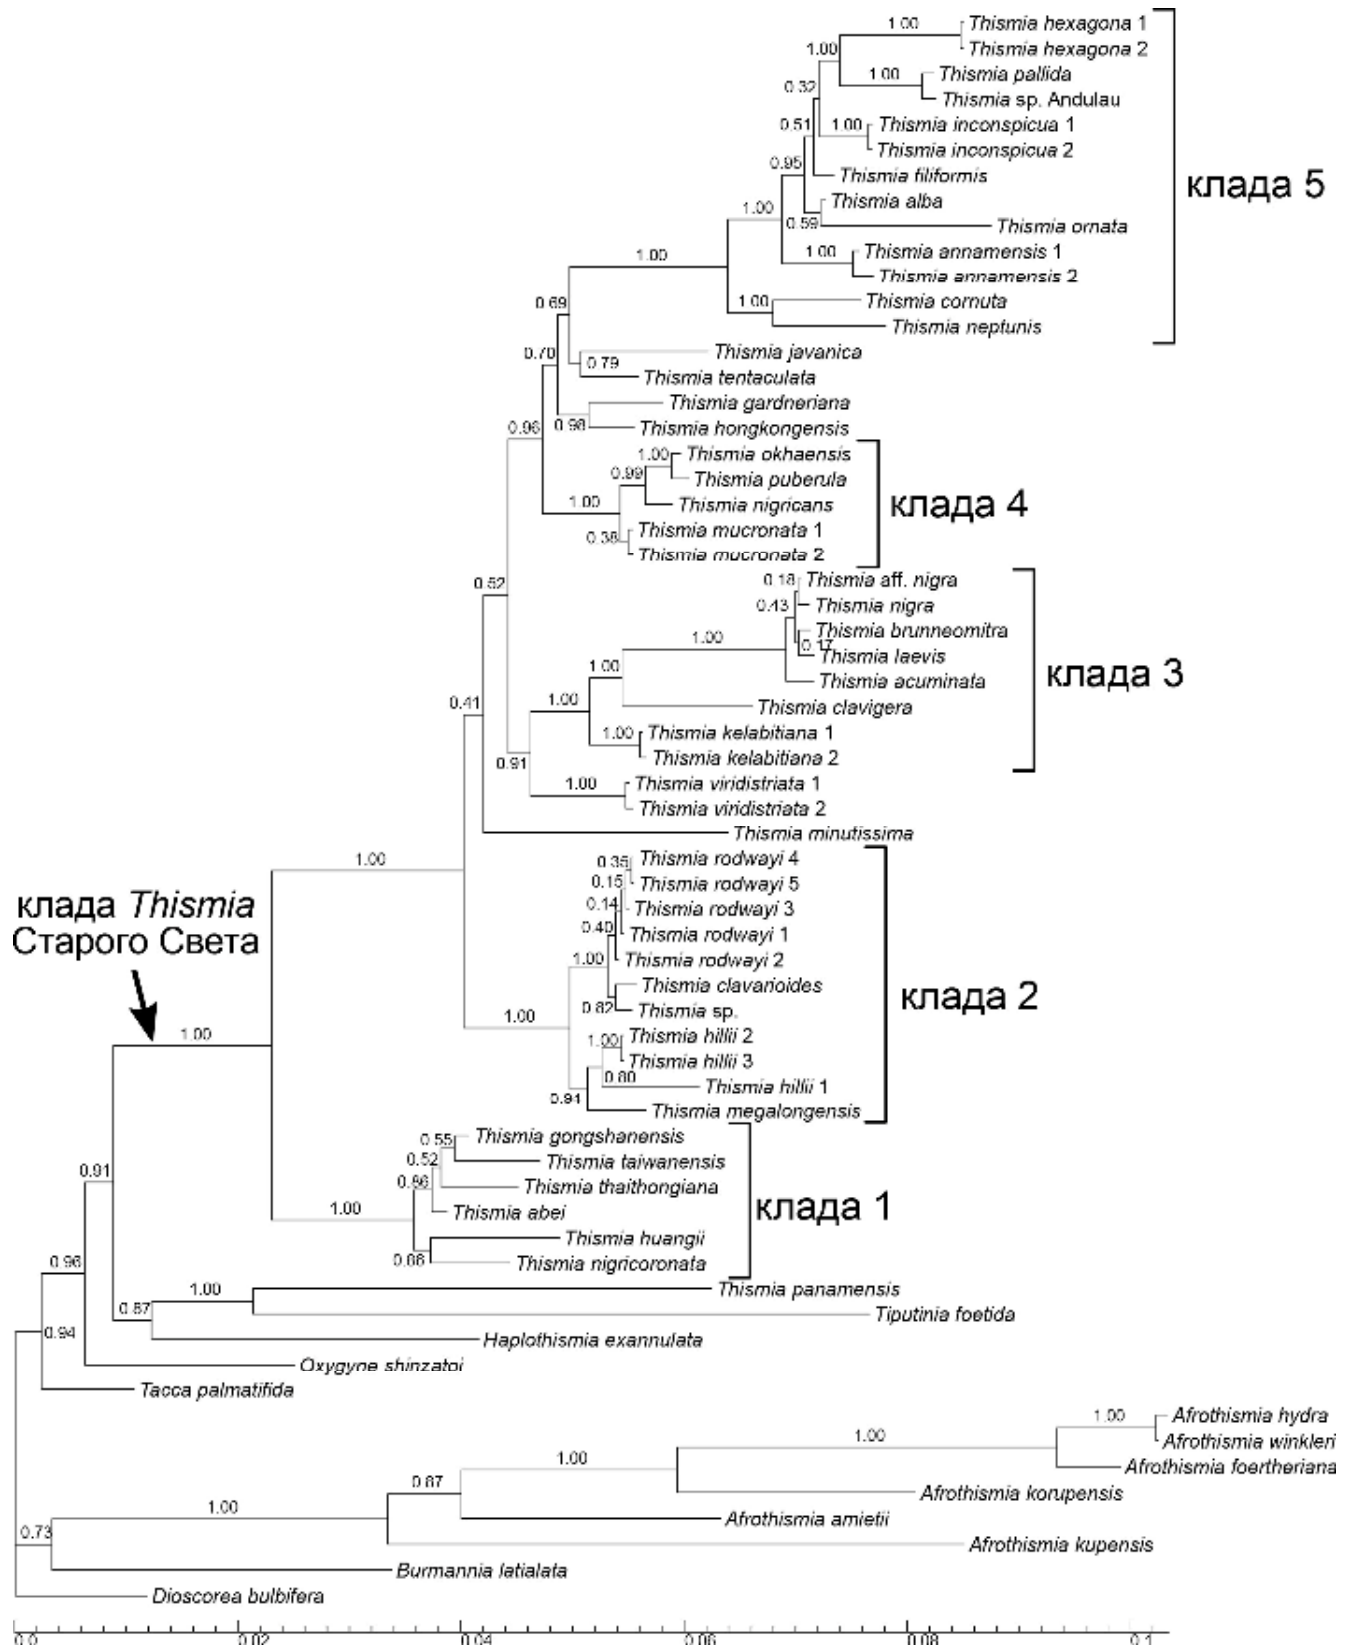 1.00
Thismia hexagona 1
Thismia hexagona 2
1.00
1.00
Thismia pallida
0.32
Thismia sp. Andulau
0.51
1.00
Thismia inconspicua 1
Thismia inconspicua 2
0.95
Thismia filiformis
клада 5
Thismia alba
1.00
0.59
Thismia ornata
1.00
Thismia annamensis 1
1.00
Thismia annamensis 2
1.00
Thismia cornuta
0.69
Thismia neptunis
0.70
Thismia javanica
0.79
Thismia tentaculata
Thismia gardneriana
0.96
0.98
Thismia hongkongensis
1.00
Thismia okhaensis
0.99
Thismia puberula
1.00
Thismia nigricans
клада 4
Thismia mucronata 1
0.38
Thismia mucronata 2
0.52
0.18
Thismia aff. nigra
0.43
Thismia nigra
Thismia brunneomitra
1.00
0.17
Thismia laevis
1.00
Thismia acuminata
клада 3
0.41
1.00
Thismia clavigera
1.00
Thismia kelabitiana 1
Thismia kelabitiana 2
0.91
1.00
Thismia viridistriata 1
Thismia viridistriata 2
Thismia minutissima
1.00
0.35
Thismia rodwayi 4
0.15
Thismia rodwayi 5
клада Thismia
Старого Света
0.14
Thismia rodwayi 3
0.40
Thismia rodwayi 1
1.00
Thismia rodwayi 2
Thismia clavarioides
клада 2
0.82
Thismia sp.
1.00
1.00
1.00
Thismia hillii 2
Thismia hillii 3
0.80
Thismia hillii 1
0.91
Thismia megalongensis
0.55
Thismia gongshanensis
0.52
Thismia taiwanensis
0.91
0.86
Thismia thaithongiana
1.00
Thismia abei
клада 1
Thismia huangii
0.96
0.88
Thismia nigricoronata
1.00
Thismia panamensis
0.87
Tiputinia foetida
0.94
Haplothismia exannulata
Oxygyne shinzatoi
Tacca palmatifida
1.00
Afrothismia hydra
1.00
Afrothismia winkleri
1.00
Afrothismia foertheriana
0.87
Afrothismia korupensis
1.00
Afrothismia amietii
0.73
Afrothismia kupensis
Burmannia latialata
Dioscorea bulbifera
0.0 0.02 0.04 0.06 0.08 0.1